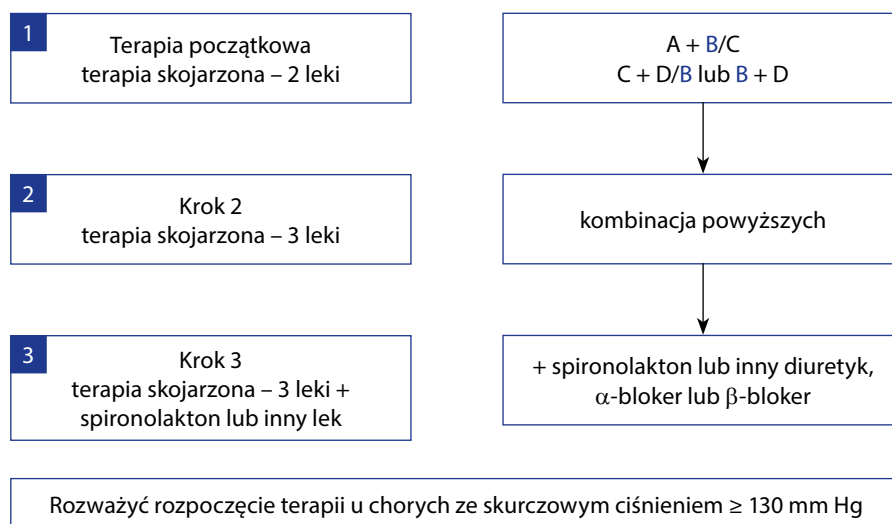 1
Terapia początkowa
terapia skojarzona – 2 leki
A + B/C
C + D/B lub B + D
2
Krok 2
terapia skojarzona – 3 leki
kombinacja powyższych
3
Krok 3
terapia skojarzona – 3 leki +
spironolakton lub inny lek
+ spironolakton lub inny diuretyk,
α-bloker lub β-bloker
Rozważyć rozpoczęcie terapii u chorych ze skurczowym ciśnieniem ≥ 130 mm Hg